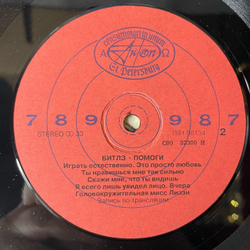 Антроп
St. Petersburg
7 8 9 9 8 7
STEREO 00 33
2
БИТЛЗ - ПОМОГИ
Играть естественно. Это просто любовь
Ты нравишься мне так сильно
Скажи мне, что ты видишь
Я всего лишь увидел лицо. Вчера
Головокружительная мисс Лиззи
Запись по трансляции